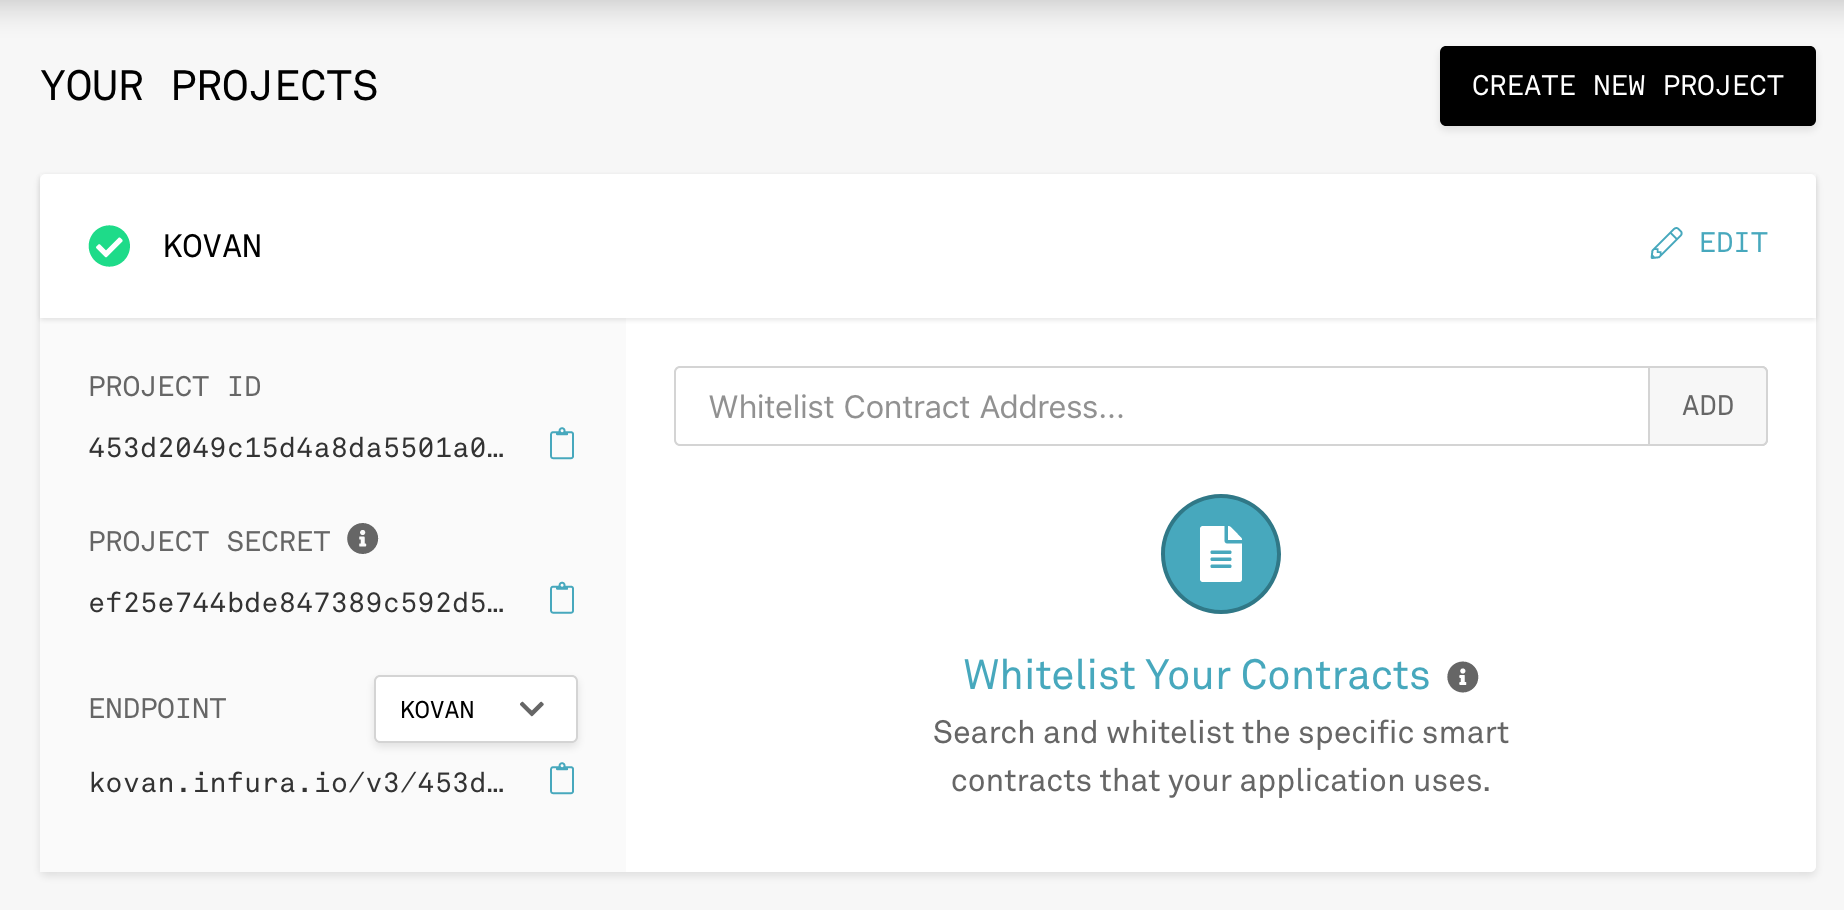 YOUR PROJECTS
CREATE NEW PROJECT
KOVAN
EDIT
PROJECT ID
453d2049c15d4a8da5501a0…
PROJECT SECRET
ef25e744bde847389c592d5…
ENDPOINT
KOVAN
kovan.infura.io/v3/453d…
Whitelist Contract Address...
ADD
Whitelist Your Contracts
Search and whitelist the specific smart
contracts that your application uses.